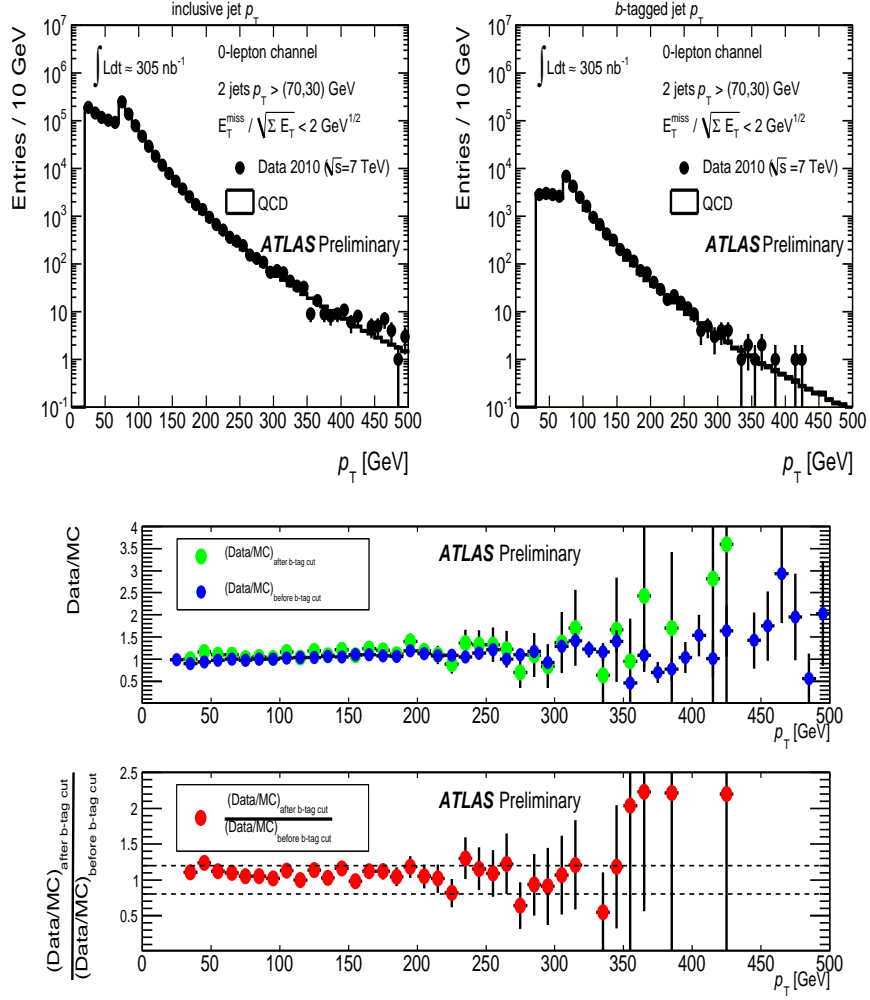 inclusive jet p_T
b-tagged jet p_T
Entries / 10 GeV
10^7
10^6
10^5
10^4
10^3
10^2
10
1
10^-1
∫ Ldt ≈ 305 nb^-1
0-lepton channel
2 jets p_T > (70,30) GeV
E_T^miss / √Σ E_T < 2 GeV^1/2
Data 2010 (√s=7 TeV)
QCD
ATLAS Preliminary
0 50 100 150 200 250 300 350 400 450 500
p_T [GeV]
Entries / 10 GeV
10^7
10^6
10^5
10^4
10^3
10^2
10
1
10^-1
∫ Ldt ≈ 305 nb^-1
0-lepton channel
2 jets p_T > (70,30) GeV
E_T^miss / √Σ E_T < 2 GeV^1/2
Data 2010 (√s=7 TeV)
QCD
ATLAS Preliminary
0 50 100 150 200 250 300 350 400 450 500
p_T [GeV]
Data/MC
4
3.5
3
2.5
2
1.5
1
0.5
(Data/MC)_after b-tag cut
(Data/MC)_before b-tag cut
ATLAS Preliminary
0 50 100 150 200 250 300 350 400 450 500
p_T [GeV]
(Data/MC)_after b-tag cut
(Data/MC)_before b-tag cut
2.5
2
1.5
1
0.5
(Data/MC)_after b-tag cut
(Data/MC)_before b-tag cut
ATLAS Preliminary
0 50 100 150 200 250 300 350 400 450 500
p_T [GeV]